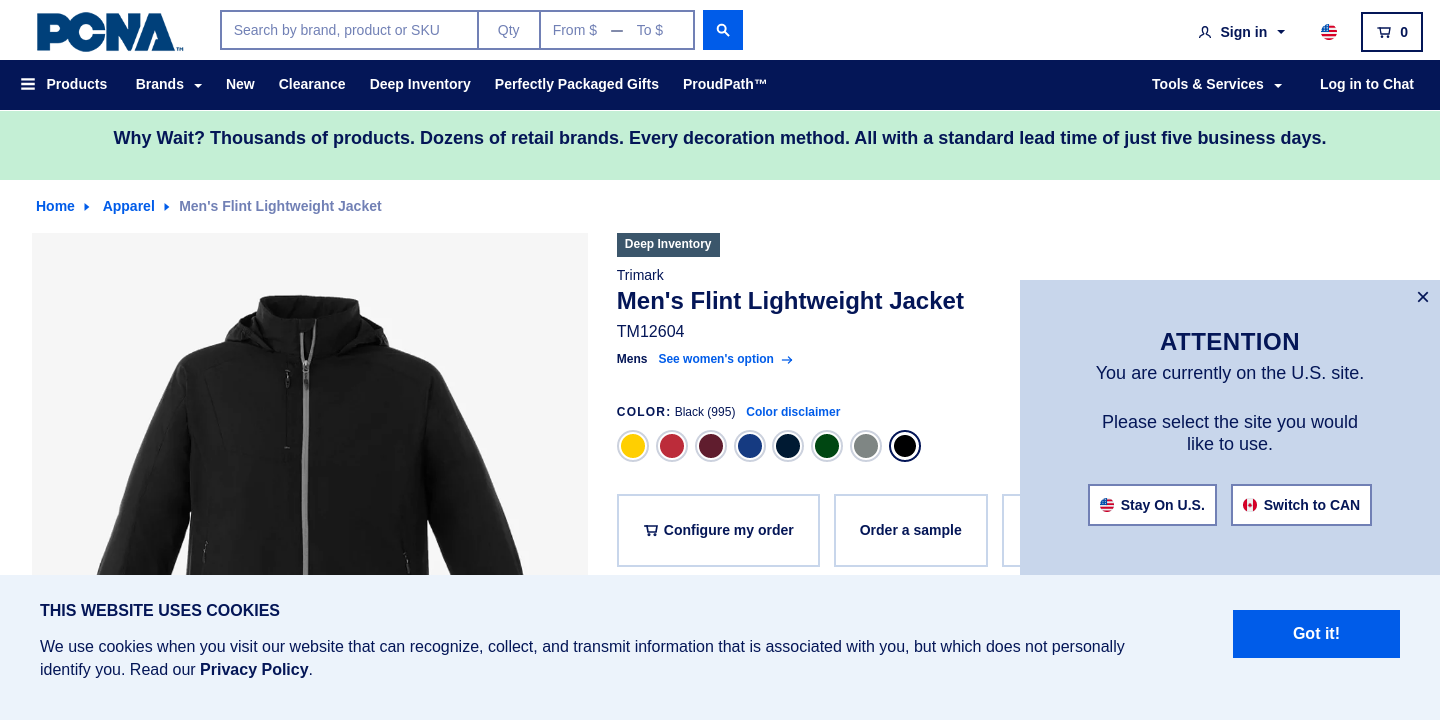 PCNA™
Search by brand, product or SKU
Qty
From $ — To $
Sign in
0
Products
Brands
New
Clearance
Deep Inventory
Perfectly Packaged Gifts
ProudPath™
Tools & Services
Log in to Chat
Why Wait? Thousands of products. Dozens of retail brands. Every decoration method. All with a standard lead time of just five business days.
Home
Apparel
Men's Flint Lightweight Jacket
Deep Inventory
Trimark
Men's Flint Lightweight Jacket
TM12604
Mens See women's option →
COLOR: Black (995) Color disclaimer
Configure my order
Order a sample
×
ATTENTION
You are currently on the U.S. site.
Please select the site you would
like to use.
Stay On U.S.
Switch to CAN
THIS WEBSITE USES COOKIES
We use cookies when you visit our website that can recognize, collect, and transmit information that is associated with you, but which does not personally
identify you. Read our Privacy Policy.
Got it!